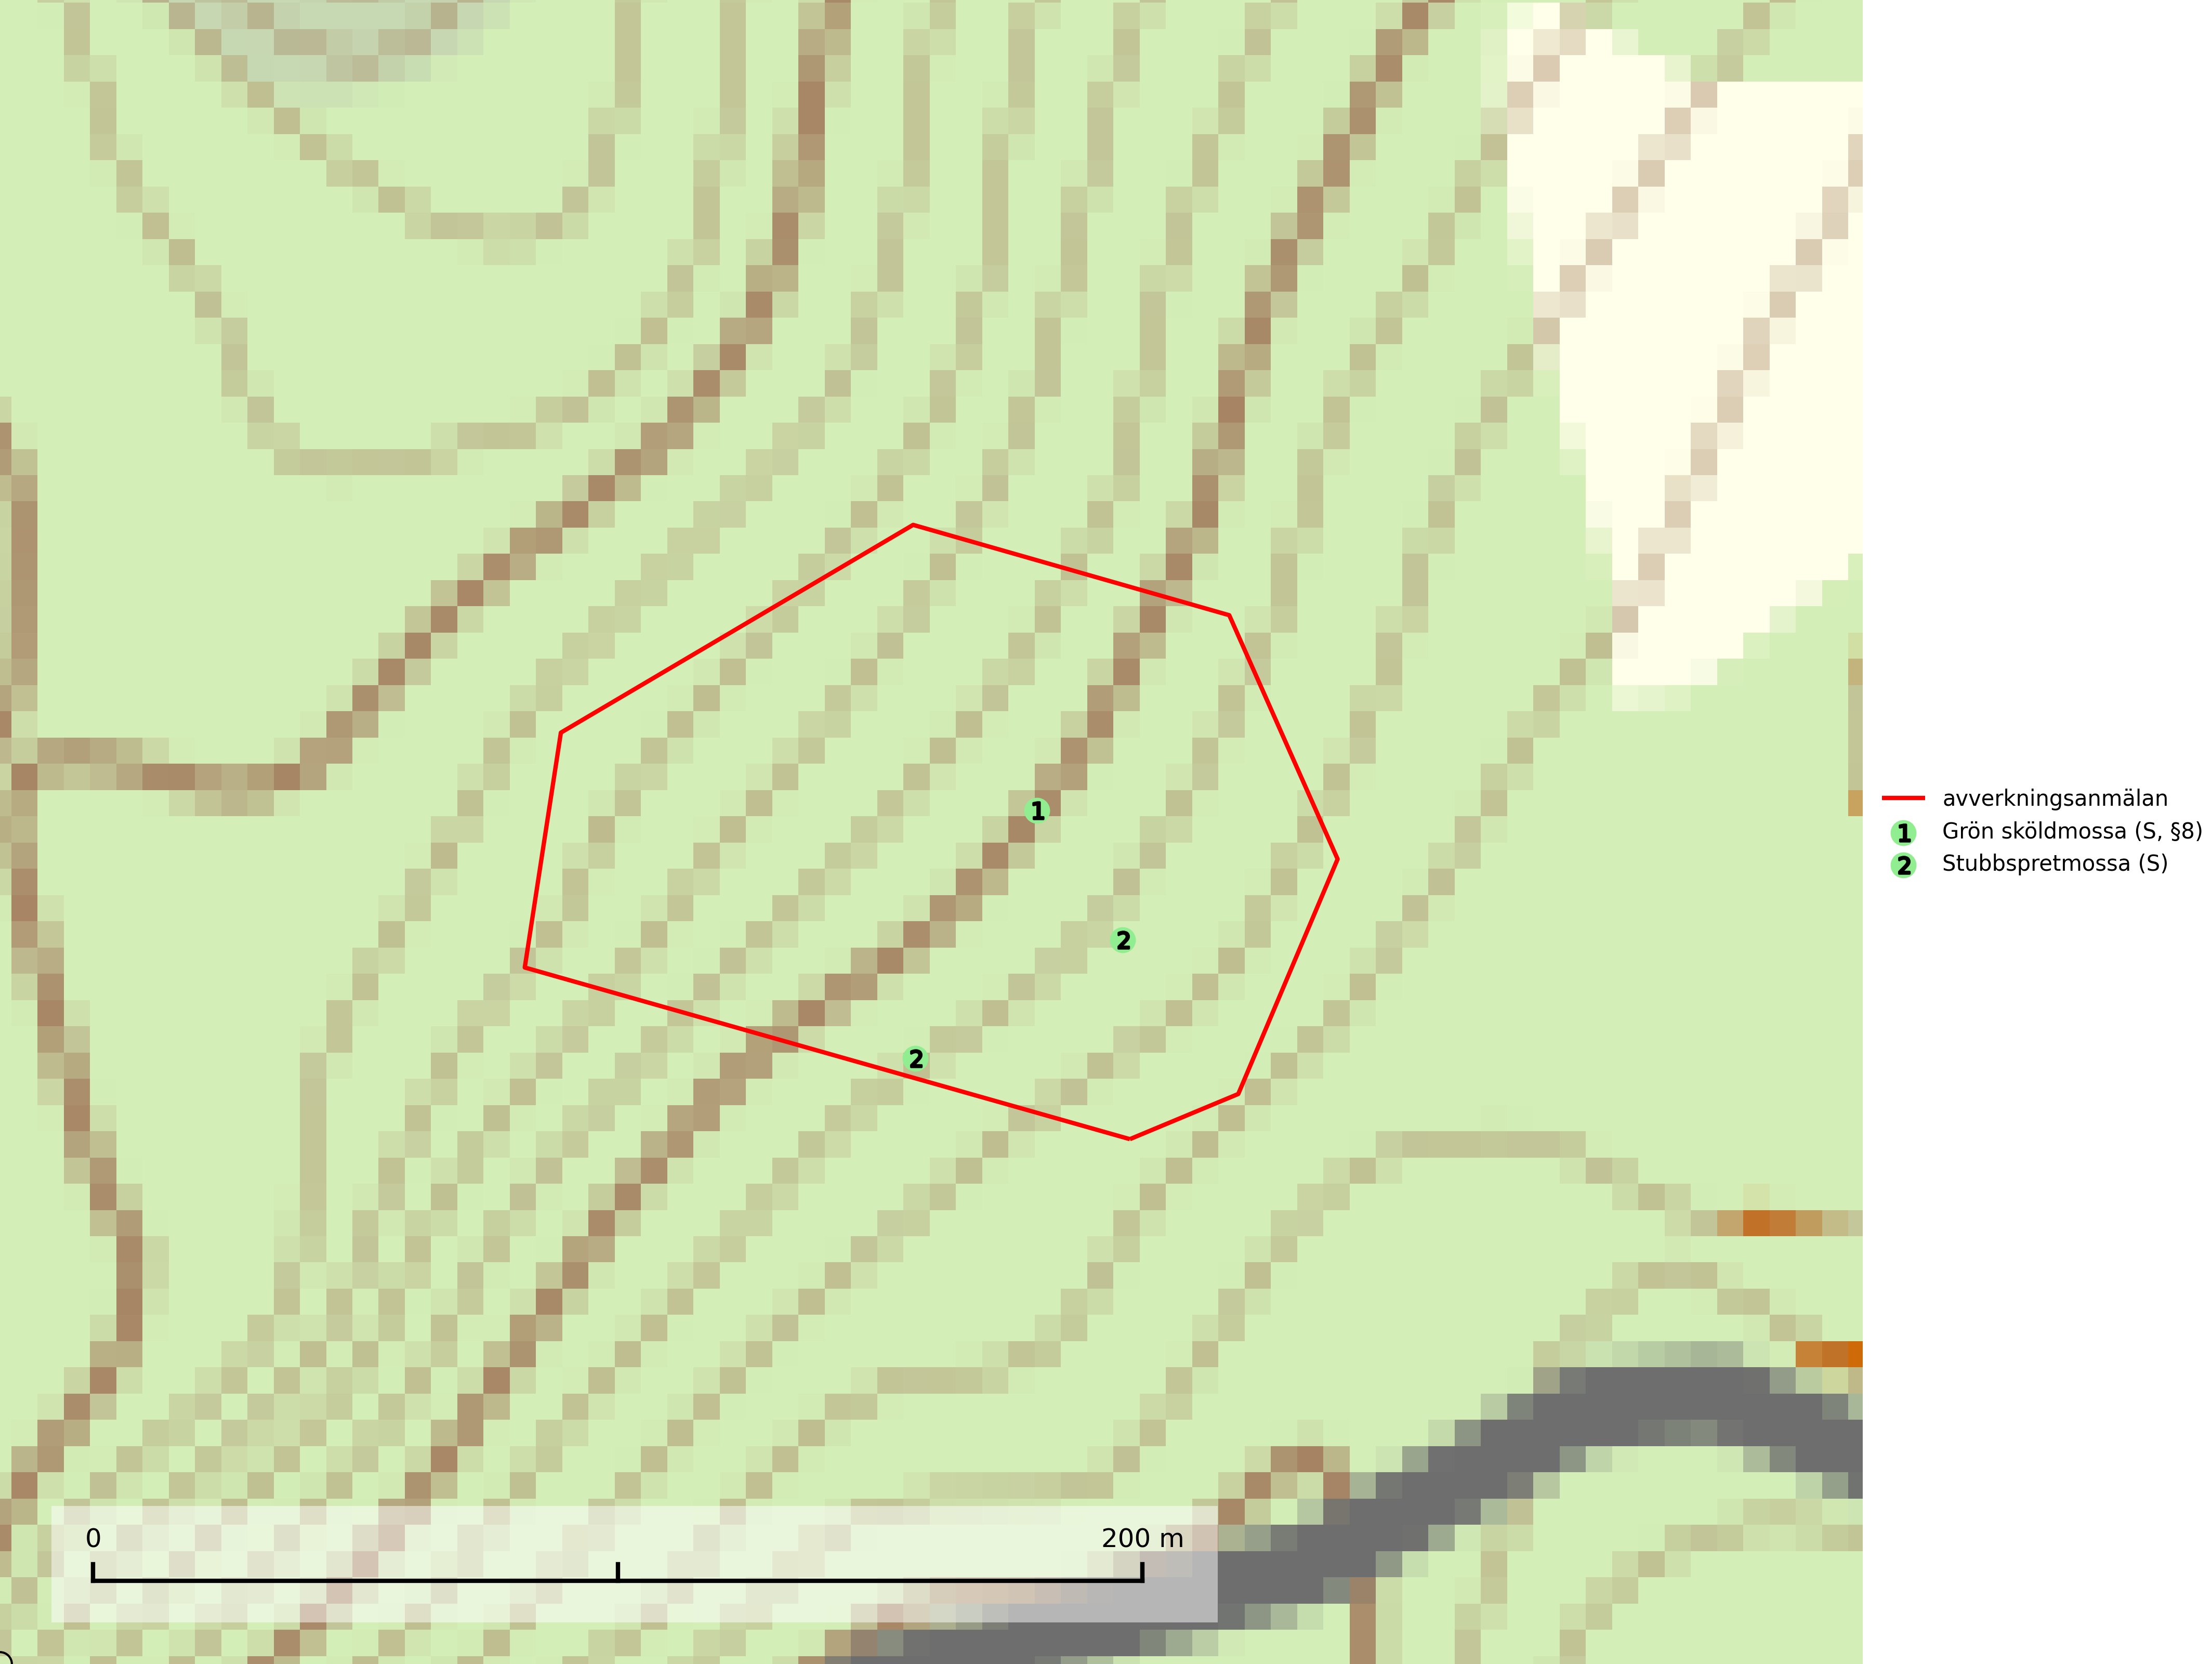 1
2
2
avverkningsanmälan
1 Grön sköldmossa (S, §8)
2 Stubbspretmossa (S)
0 200 m